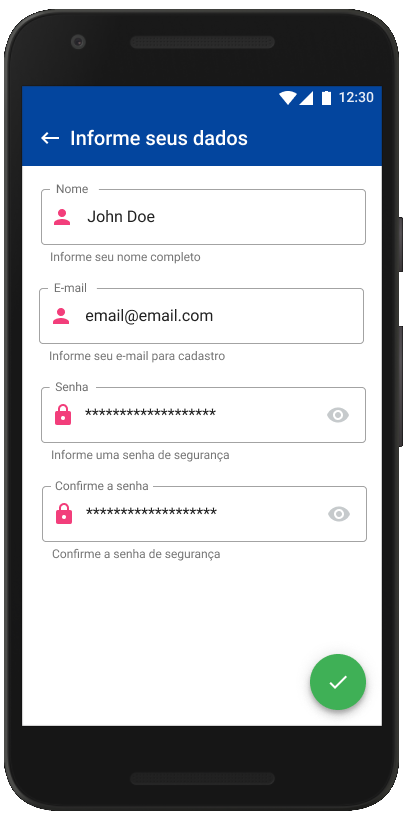 12:30
Informe seus dados
Nome
John Doe
Informe seu nome completo
E-mail
email@email.com
Informe seu e-mail para cadastro
Senha
*******************
Informe uma senha de segurança
Confirme a senha
*******************
Confirme a senha de segurança